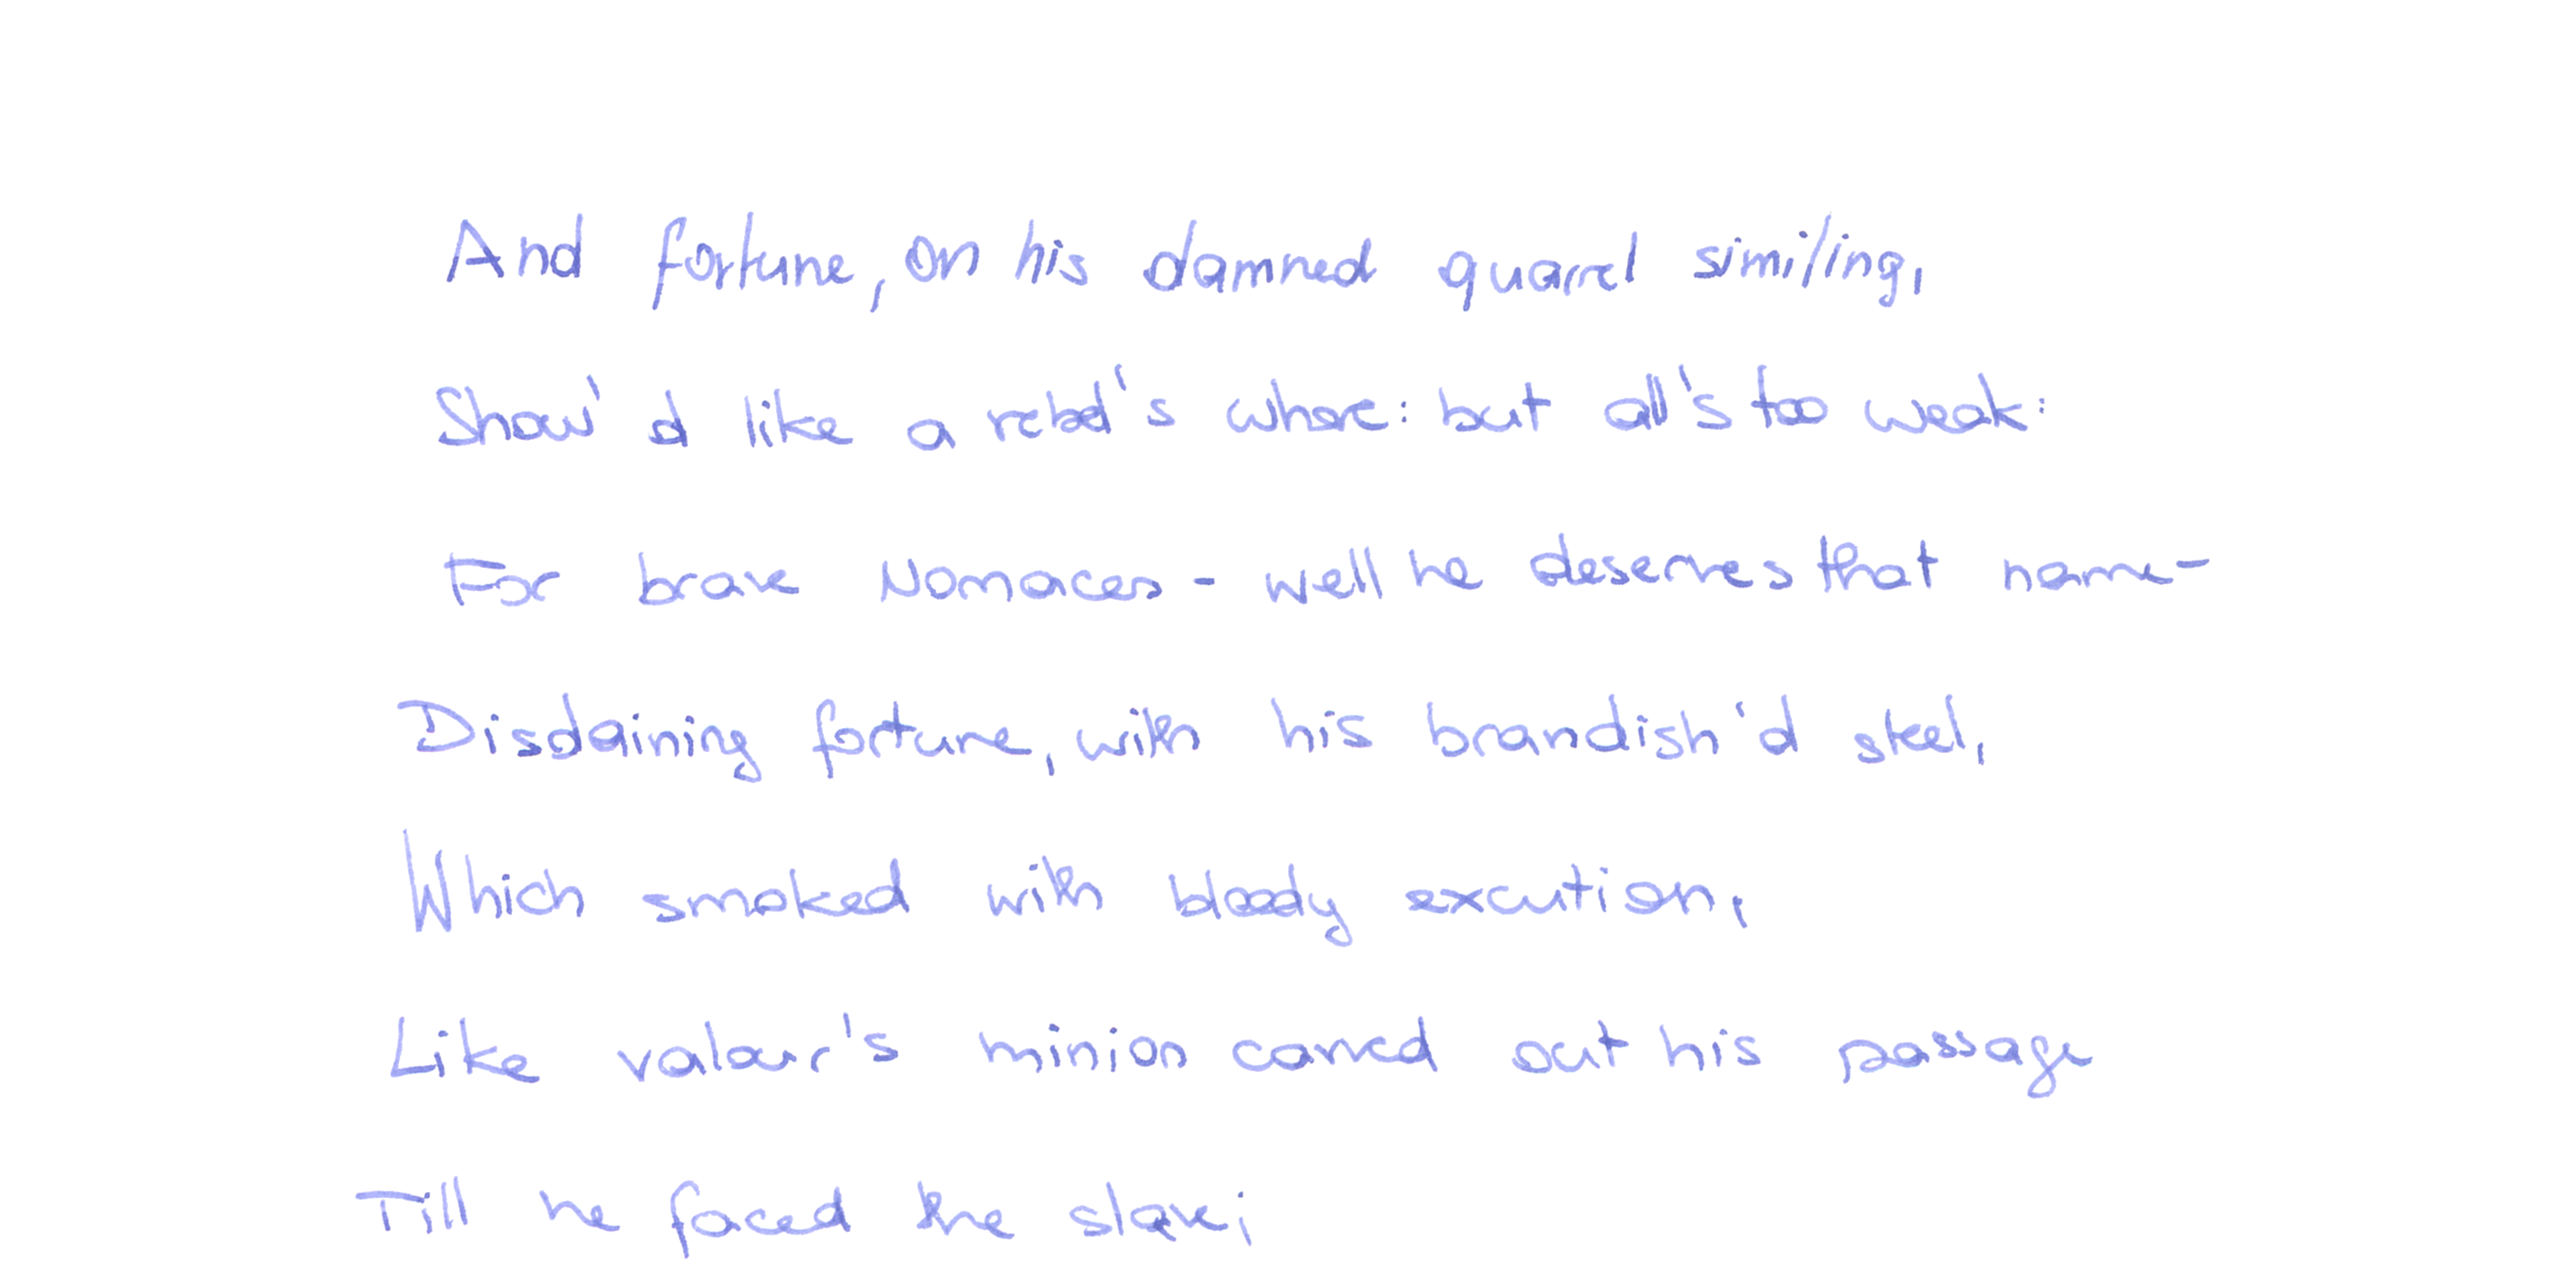 And fortune, on his damned quarrel similing,
Show'd like a rebel's whore: but all's too weak:
For brave Nomaces - well he deserves that name-
Disdaining fortune, with his brandish'd steel,
Which smoked with bloody excution,
Like valour's minion carved out his passage
Till he faced the slave;